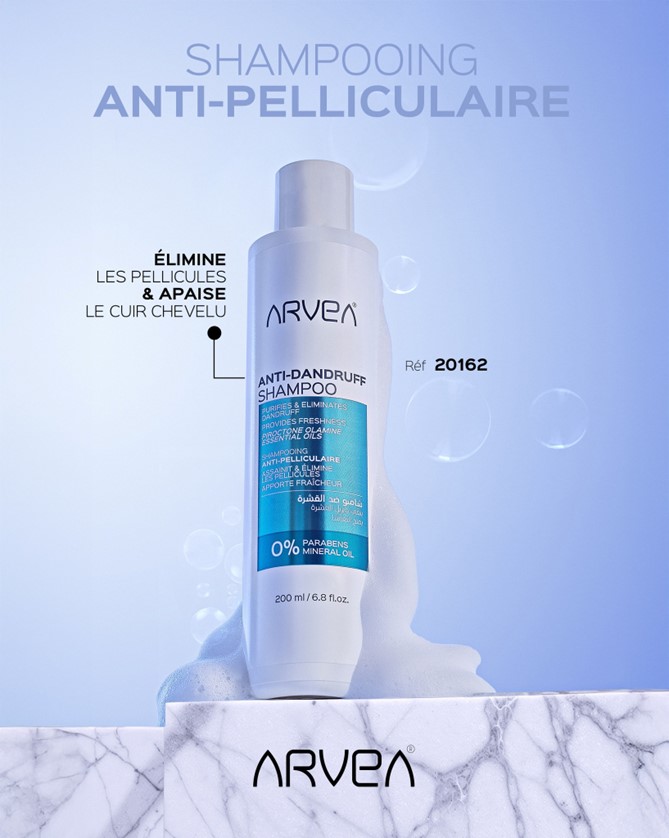 SHAMPOOING
ANTI-PELLICULAIRE
ÉLIMINE
LES PELLICULES
& APAISE
LE CUIR CHEVELU
Réf 20162
ARVEA®
ANTI-DANDRUFF
SHAMPOO
PURIFIES & ELIMINATES
DANDRUFF
PROVIDES FRESHNESS
PIROCTONE OLAMINE
ESSENTIAL OILS
SHAMPOOING
ANTI-PELLICULAIRE
ASSAINIT & ÉLIMINE
LES PELLICULES
APPORTE FRAÎCHEUR
شامبو ضد القشرة
0% PARABENS
MINERAL OIL
200 ml / 6.8 fl.oz.
ARVEA®